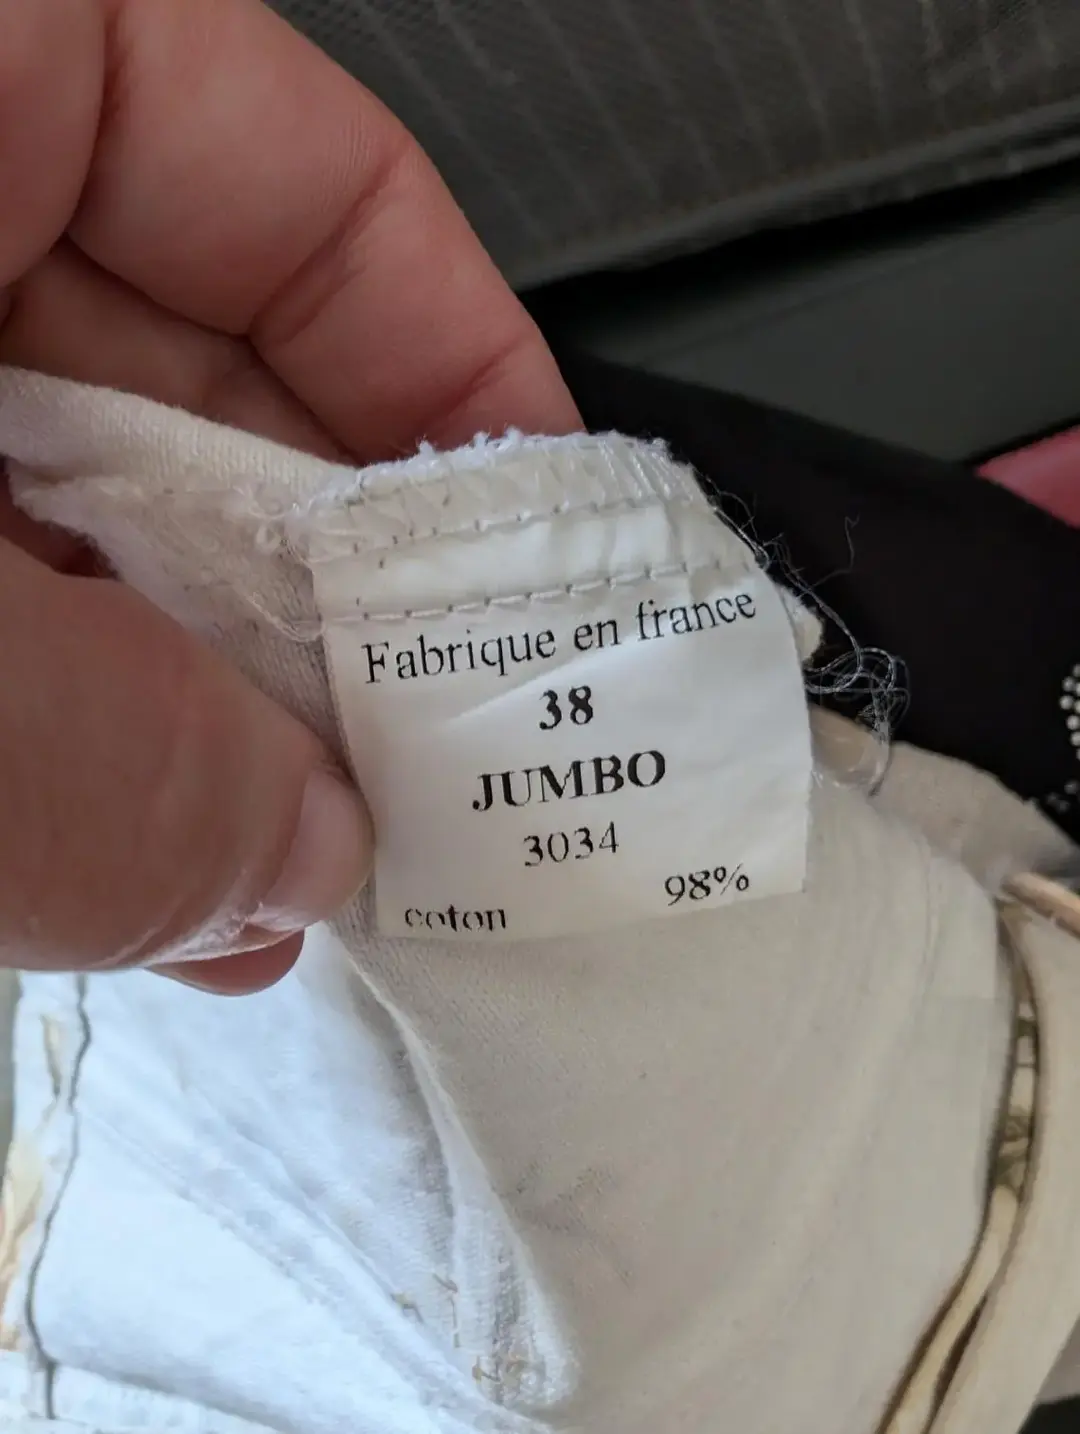 Fabrique en france
38
JUMBO
3034
98%
coton